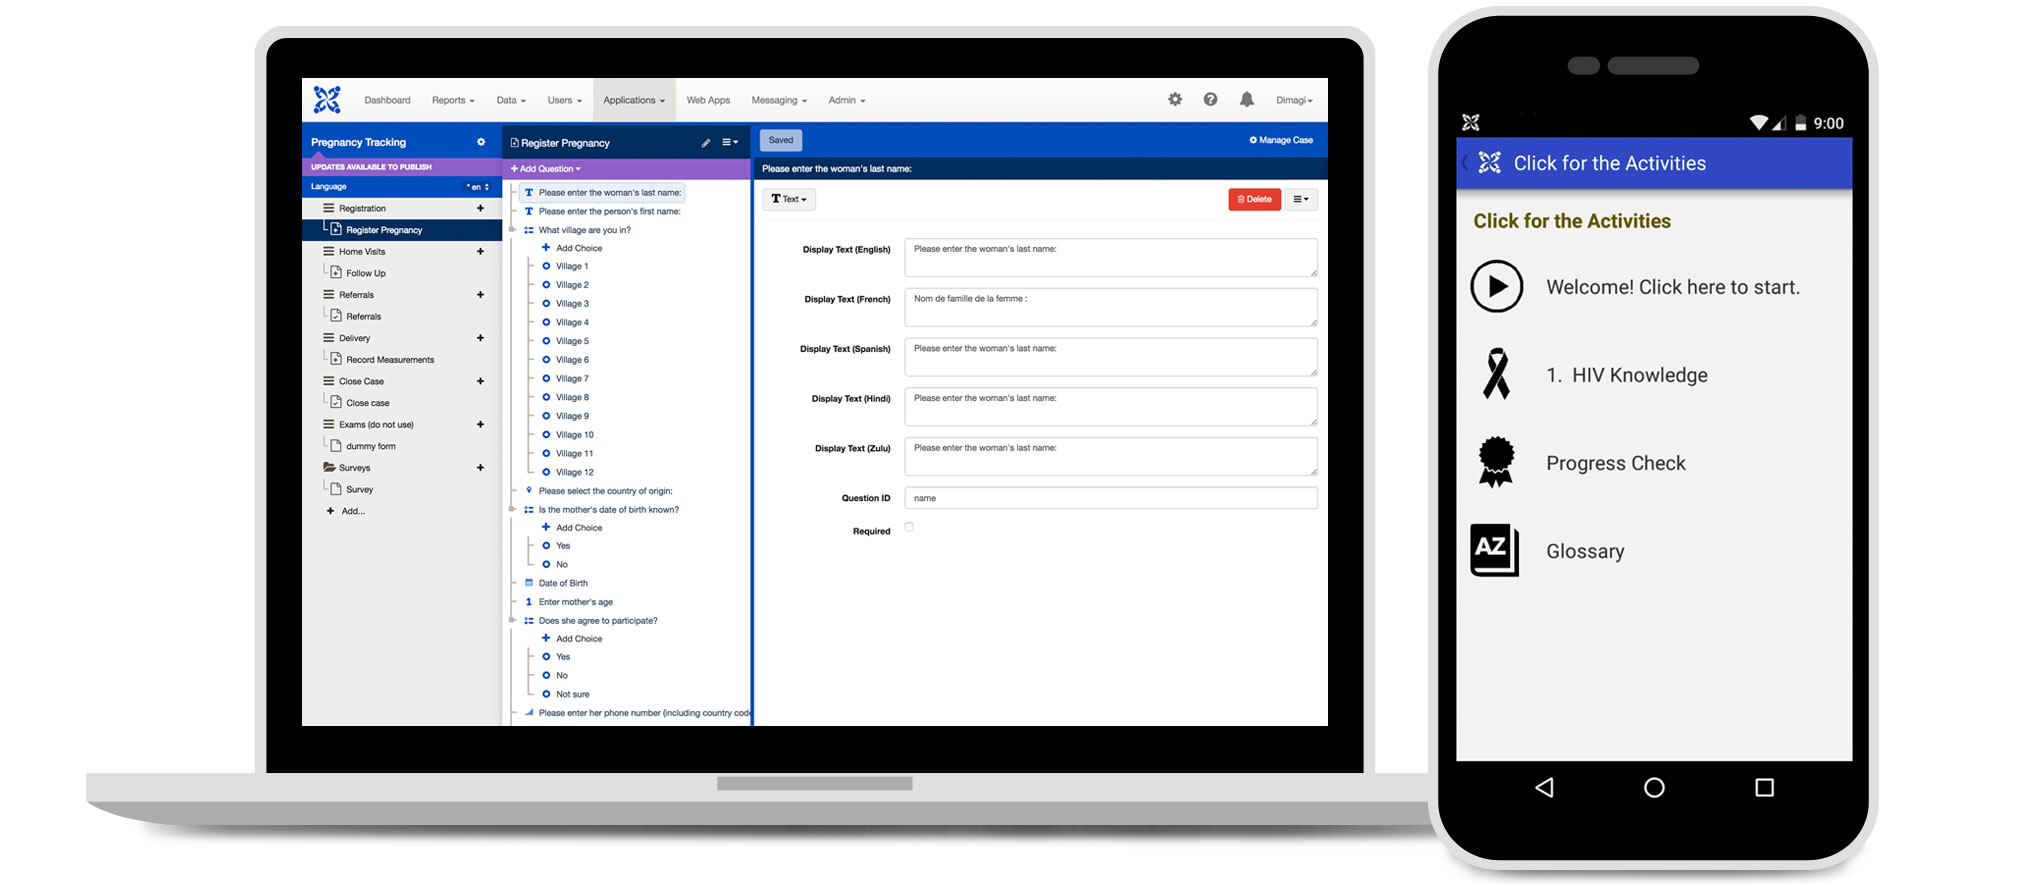 Dashboard Reports Data Users Applications Web Apps Messaging Admin Dimagi
Pregnancy Tracking
UPDATES AVAILABLE TO PUBLISH
Language * en
Registration
Register Pregnancy
Home Visits
Follow Up
Referrals
Referrals
Delivery
Record Measurements
Close Case
Close case
Exams (do not use)
dummy form
Surveys
Survey
Add...
Register Pregnancy
Add Question
Please enter the woman's last name:
Please enter the person's first name:
What village are you in?
Add Choice
Village 1
Village 2
Village 3
Village 4
Village 5
Village 6
Village 7
Village 8
Village 9
Village 10
Village 11
Village 12
Please select the country of origin:
Is the mother's date of birth known?
Add Choice
Yes
No
Date of Birth
1 Enter mother's age
Does she agree to participate?
Add Choice
Yes
No
Not sure
Please enter her phone number (including country code
Saved Manage Case
Please enter the woman's last name:
T Text Delete
Display Text (English) Please enter the woman's last name:
Display Text (French) Nom de famille de la femme :
Display Text (Spanish) Please enter the woman's last name:
Display Text (Hindi) Please enter the woman's last name:
Display Text (Zulu) Please enter the woman's last name:
Question ID name
Required
9:00
Click for the Activities
Click for the Activities
Welcome! Click here to start.
1. HIV Knowledge
Progress Check
AZ Glossary